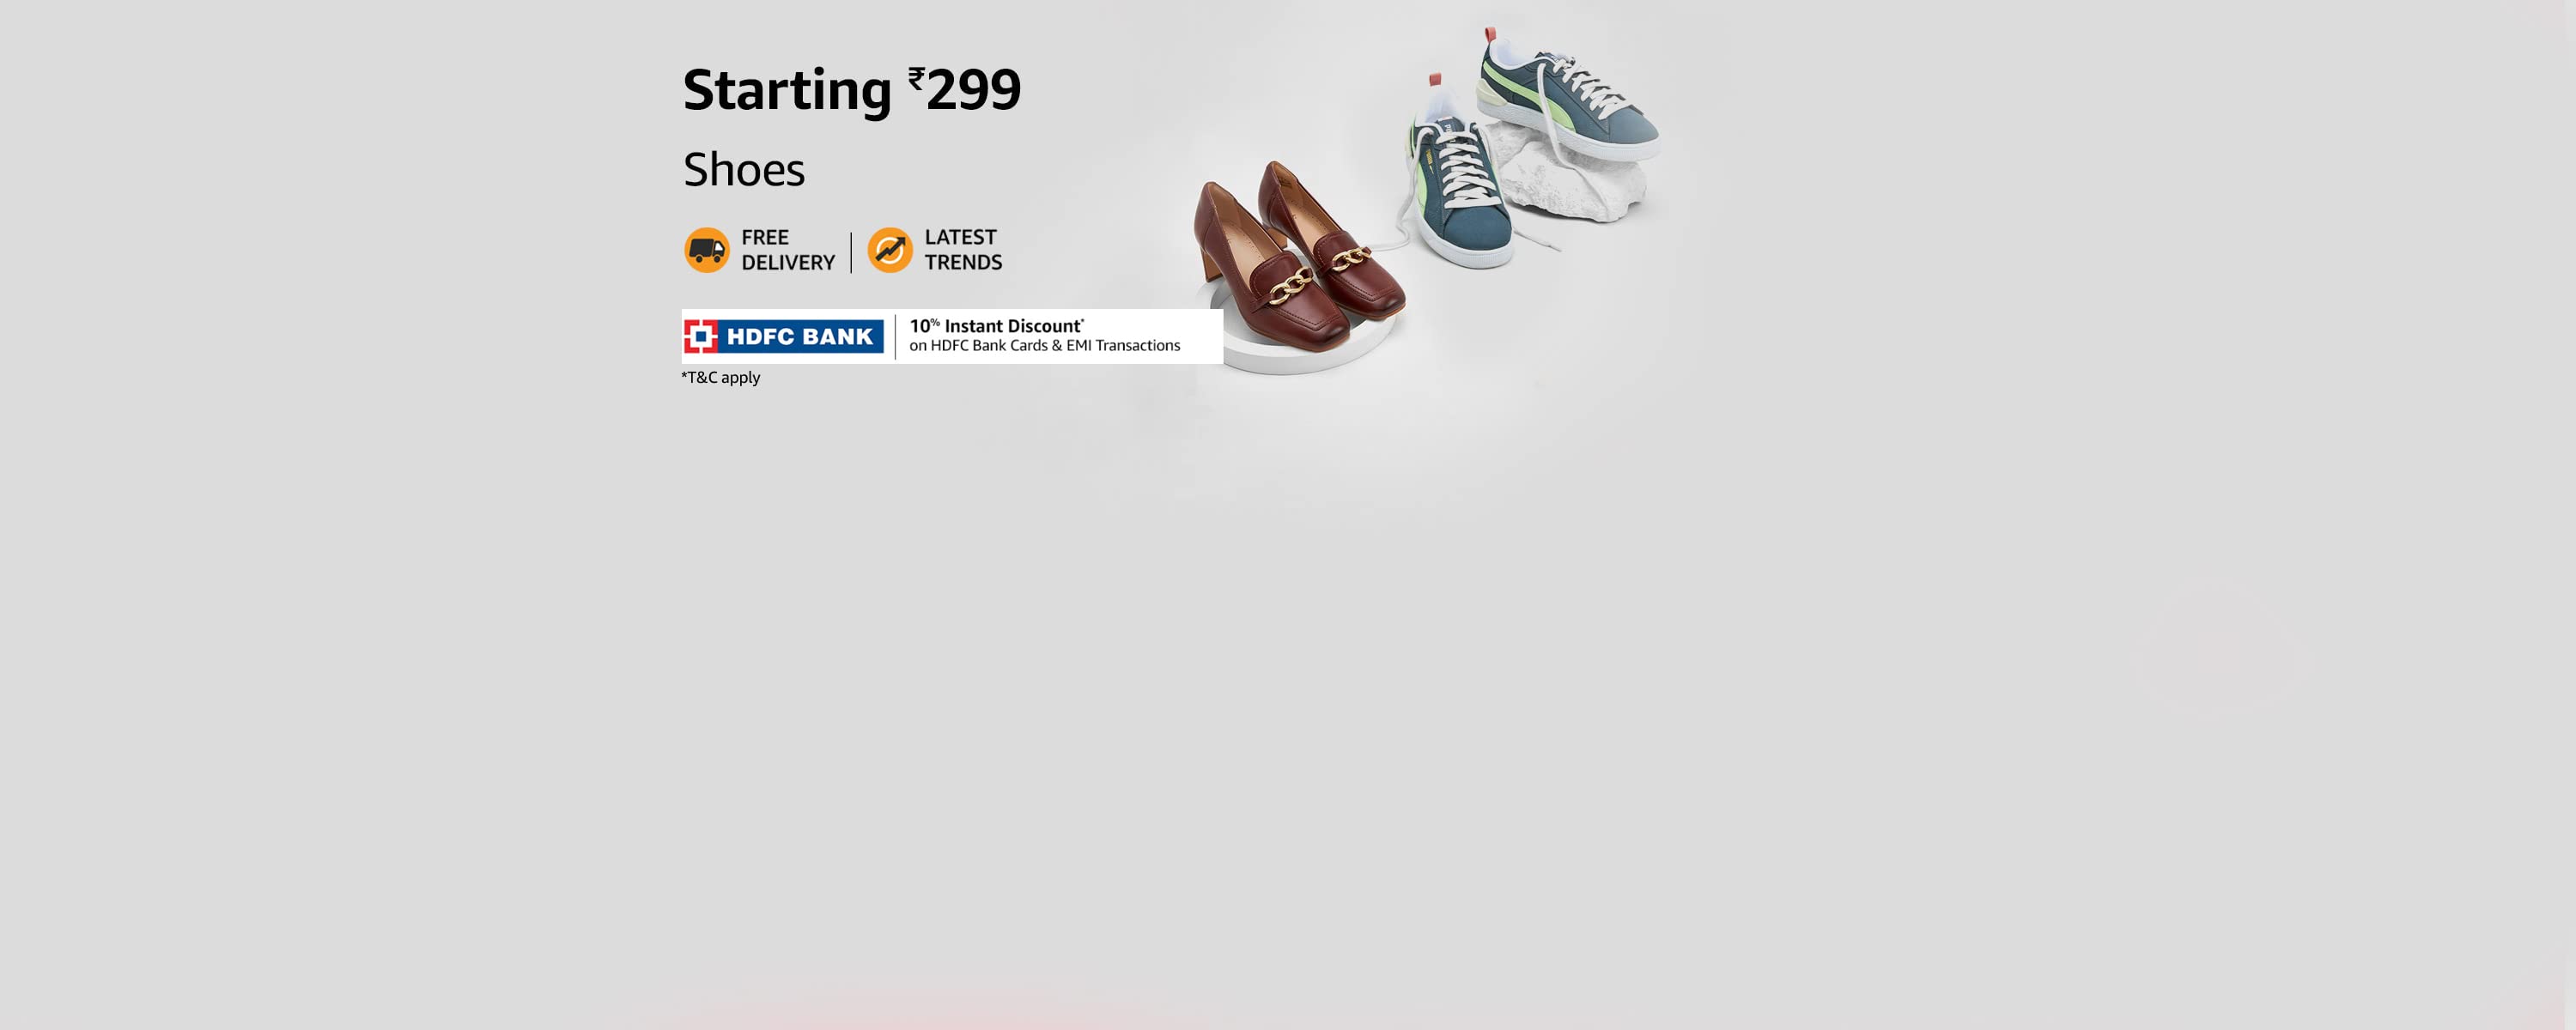 Starting ₹299
Shoes
FREE
DELIVERY
LATEST
TRENDS
HDFC BANK
10% Instant Discount*
on HDFC Bank Cards & EMI Transactions
*T&C apply